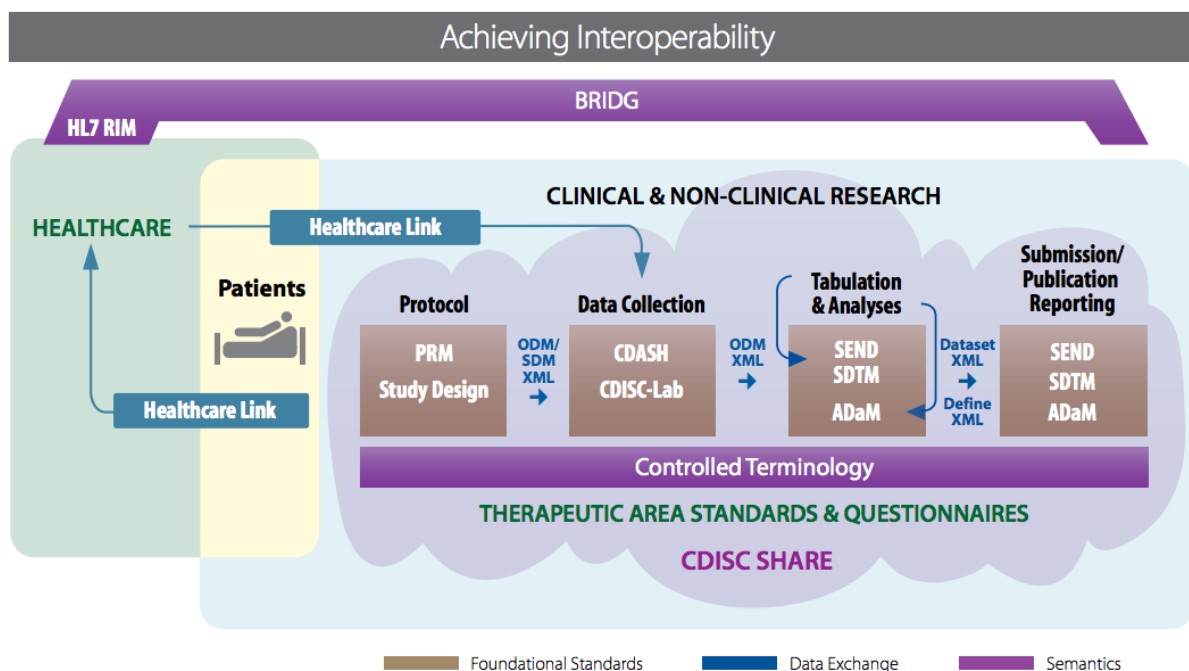 Achieving Interoperability
BRIDG
HL7 RIM
CLINICAL & NON-CLINICAL RESEARCH
HEALTHCARE
Healthcare Link
Patients
Healthcare Link
Protocol
PRM
Study Design
ODM/
SDM
XML
Data Collection
CDASH
CDISC-Lab
ODM
XML
Tabulation
& Analyses
SEND
SDTM
ADaM
Dataset
XML
Define
XML
Submission/
Publication
Reporting
SEND
SDTM
ADaM
Controlled Terminology
THERAPEUTIC AREA STANDARDS & QUESTIONNAIRES
CDISC SHARE
Foundational Standards
Data Exchange
Semantics